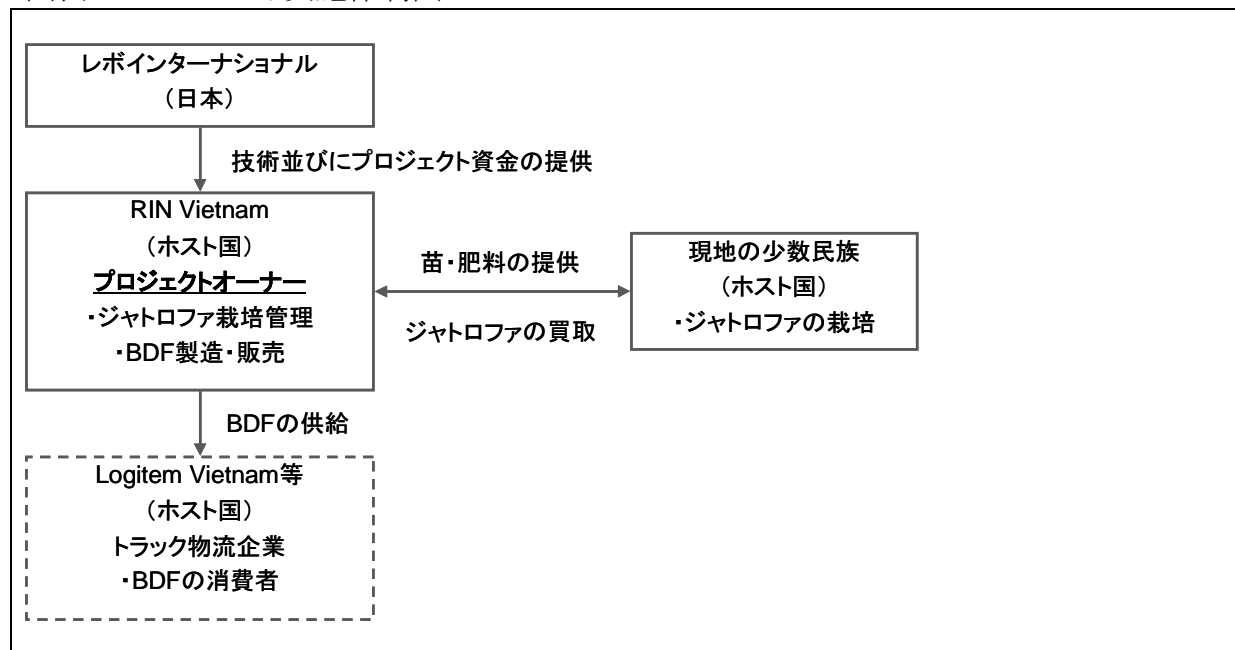 レボインターナショナル
（日本）
技術並びにプロジェクト資金の提供
RIN Vietnam
（ホスト国）
プロジェクトオーナー
・ジャトロファ栽培管理
・BDF製造・販売
苗・肥料の提供
ジャトロファの買取
現地の少数民族
（ホスト国）
・ジャトロファの栽培
BDFの供給
Logitem Vietnam等
（ホスト国）
トラック物流企業
・BDFの消費者